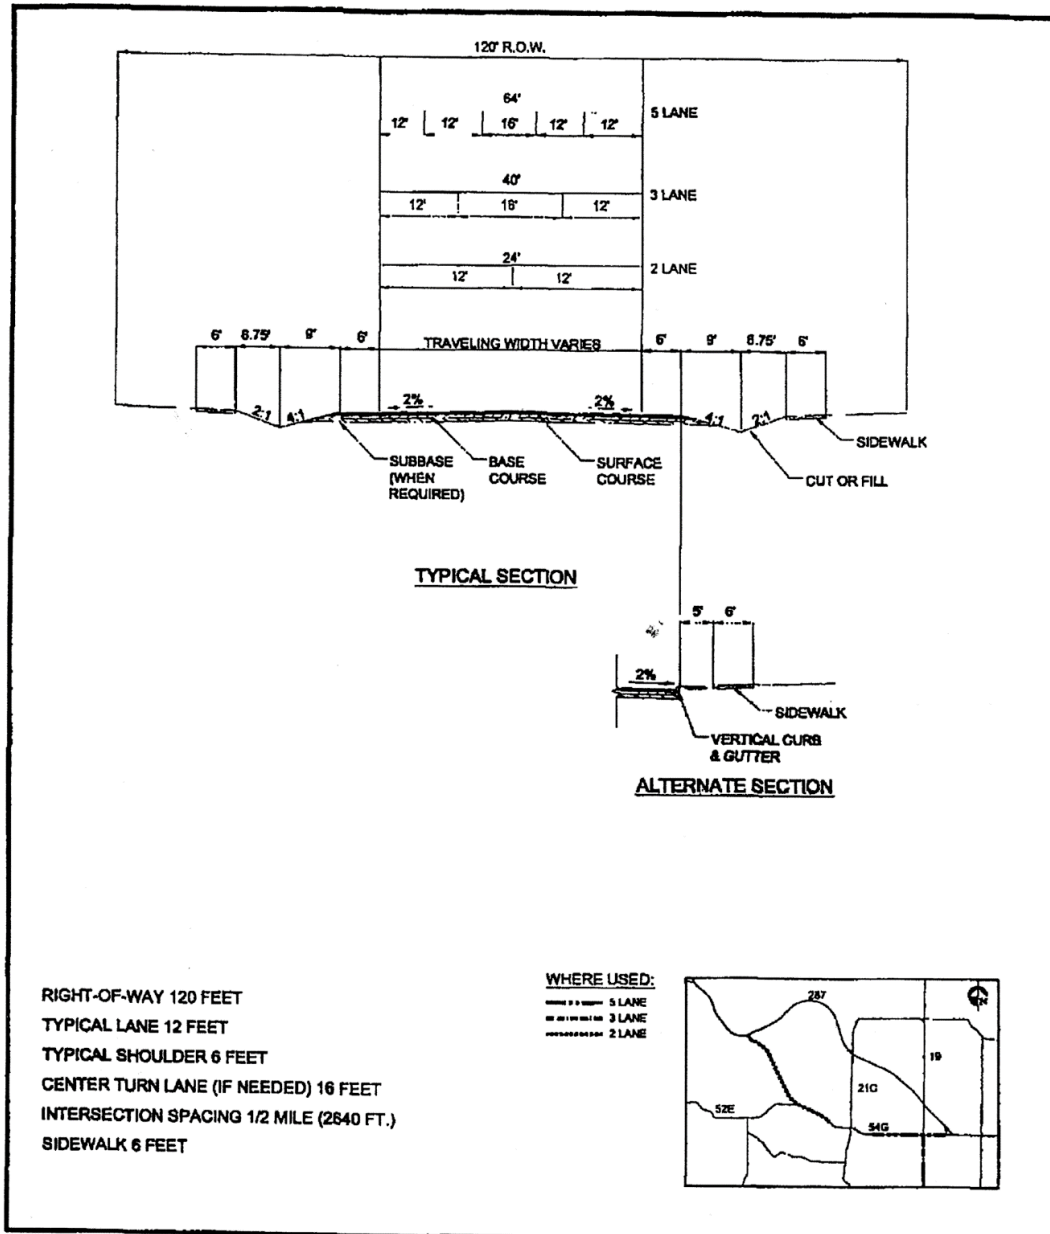 120' R.O.W.
64'
5 LANE
12' 12' 16' 12' 12'
40'
3 LANE
12' 16' 12'
24'
2 LANE
12' 12'
6' 8.75' 9' 6' TRAVELING WIDTH VARIES 6' 9' 8.75' 6'
2% 2%
2:1 4:1 4:1 2:1
SIDEWALK
SUBBASE
(WHEN
REQUIRED)
BASE
COURSE
SURFACE
COURSE
CUT OR FILL
TYPICAL SECTION
5' 6'
2%
SIDEWALK
VERTICAL CURB
& GUTTER
ALTERNATE SECTION
RIGHT-OF-WAY 120 FEET
TYPICAL LANE 12 FEET
TYPICAL SHOULDER 6 FEET
CENTER TURN LANE (IF NEEDED) 16 FEET
INTERSECTION SPACING 1/2 MILE (2640 FT.)
SIDEWALK 6 FEET
WHERE USED:
5 LANE
3 LANE
2 LANE
287
N
19
21C
52E
54G